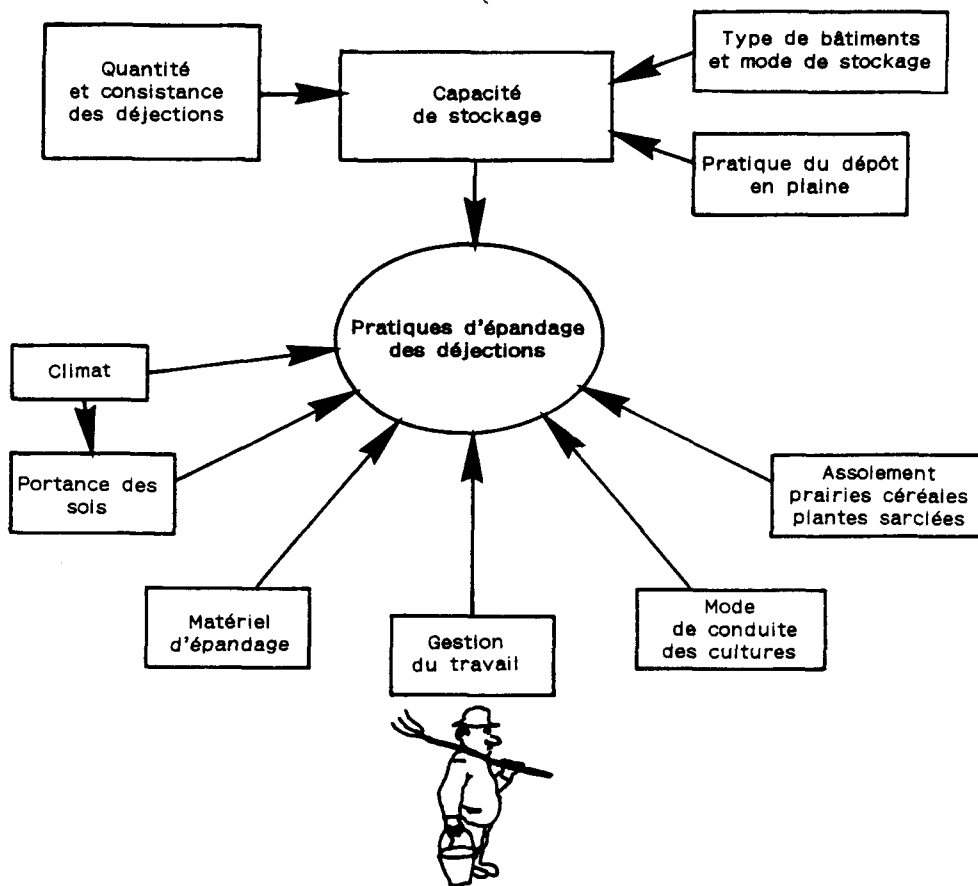 Quantité
et consistance
des déjections
Capacité
de stockage
Type de bâtiments
et mode de stockage
Pratique du dépôt
en plaine
Pratiques d'épandage
des déjections
Climat
Portance des
sols
Matériel
d'épandage
Gestion
du travail
Mode
de conduite
des cultures
Assolement
prairies céréales
plantes sarclées